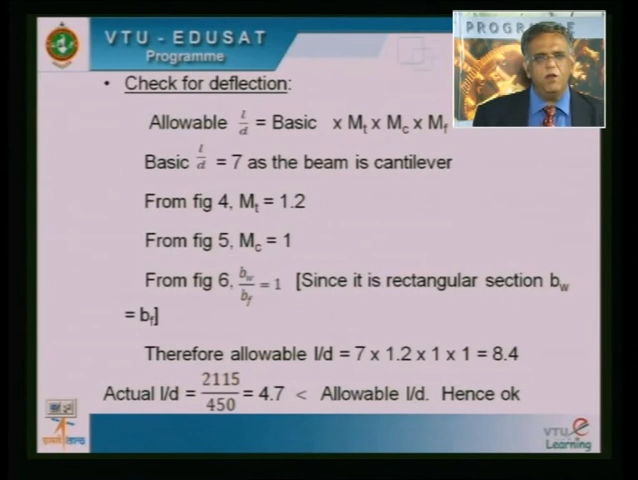 VTU - EDUSAT
Programme
PROGRAMME
• Check for deflection:
Allowable l/d = Basic x Mt x Mc x Mf
Basic l/d = 7 as the beam is cantilever
From fig 4, Mt = 1.2
From fig 5, Mc = 1
From fig 6, bw/bf = 1 [Since it is rectangular section bw
= bf]
Therefore allowable l/d = 7 x 1.2 x 1 x 1 = 8.4
Actual l/d = 2115/450 = 4.7 < Allowable l/d. Hence ok
VTU e
Learning